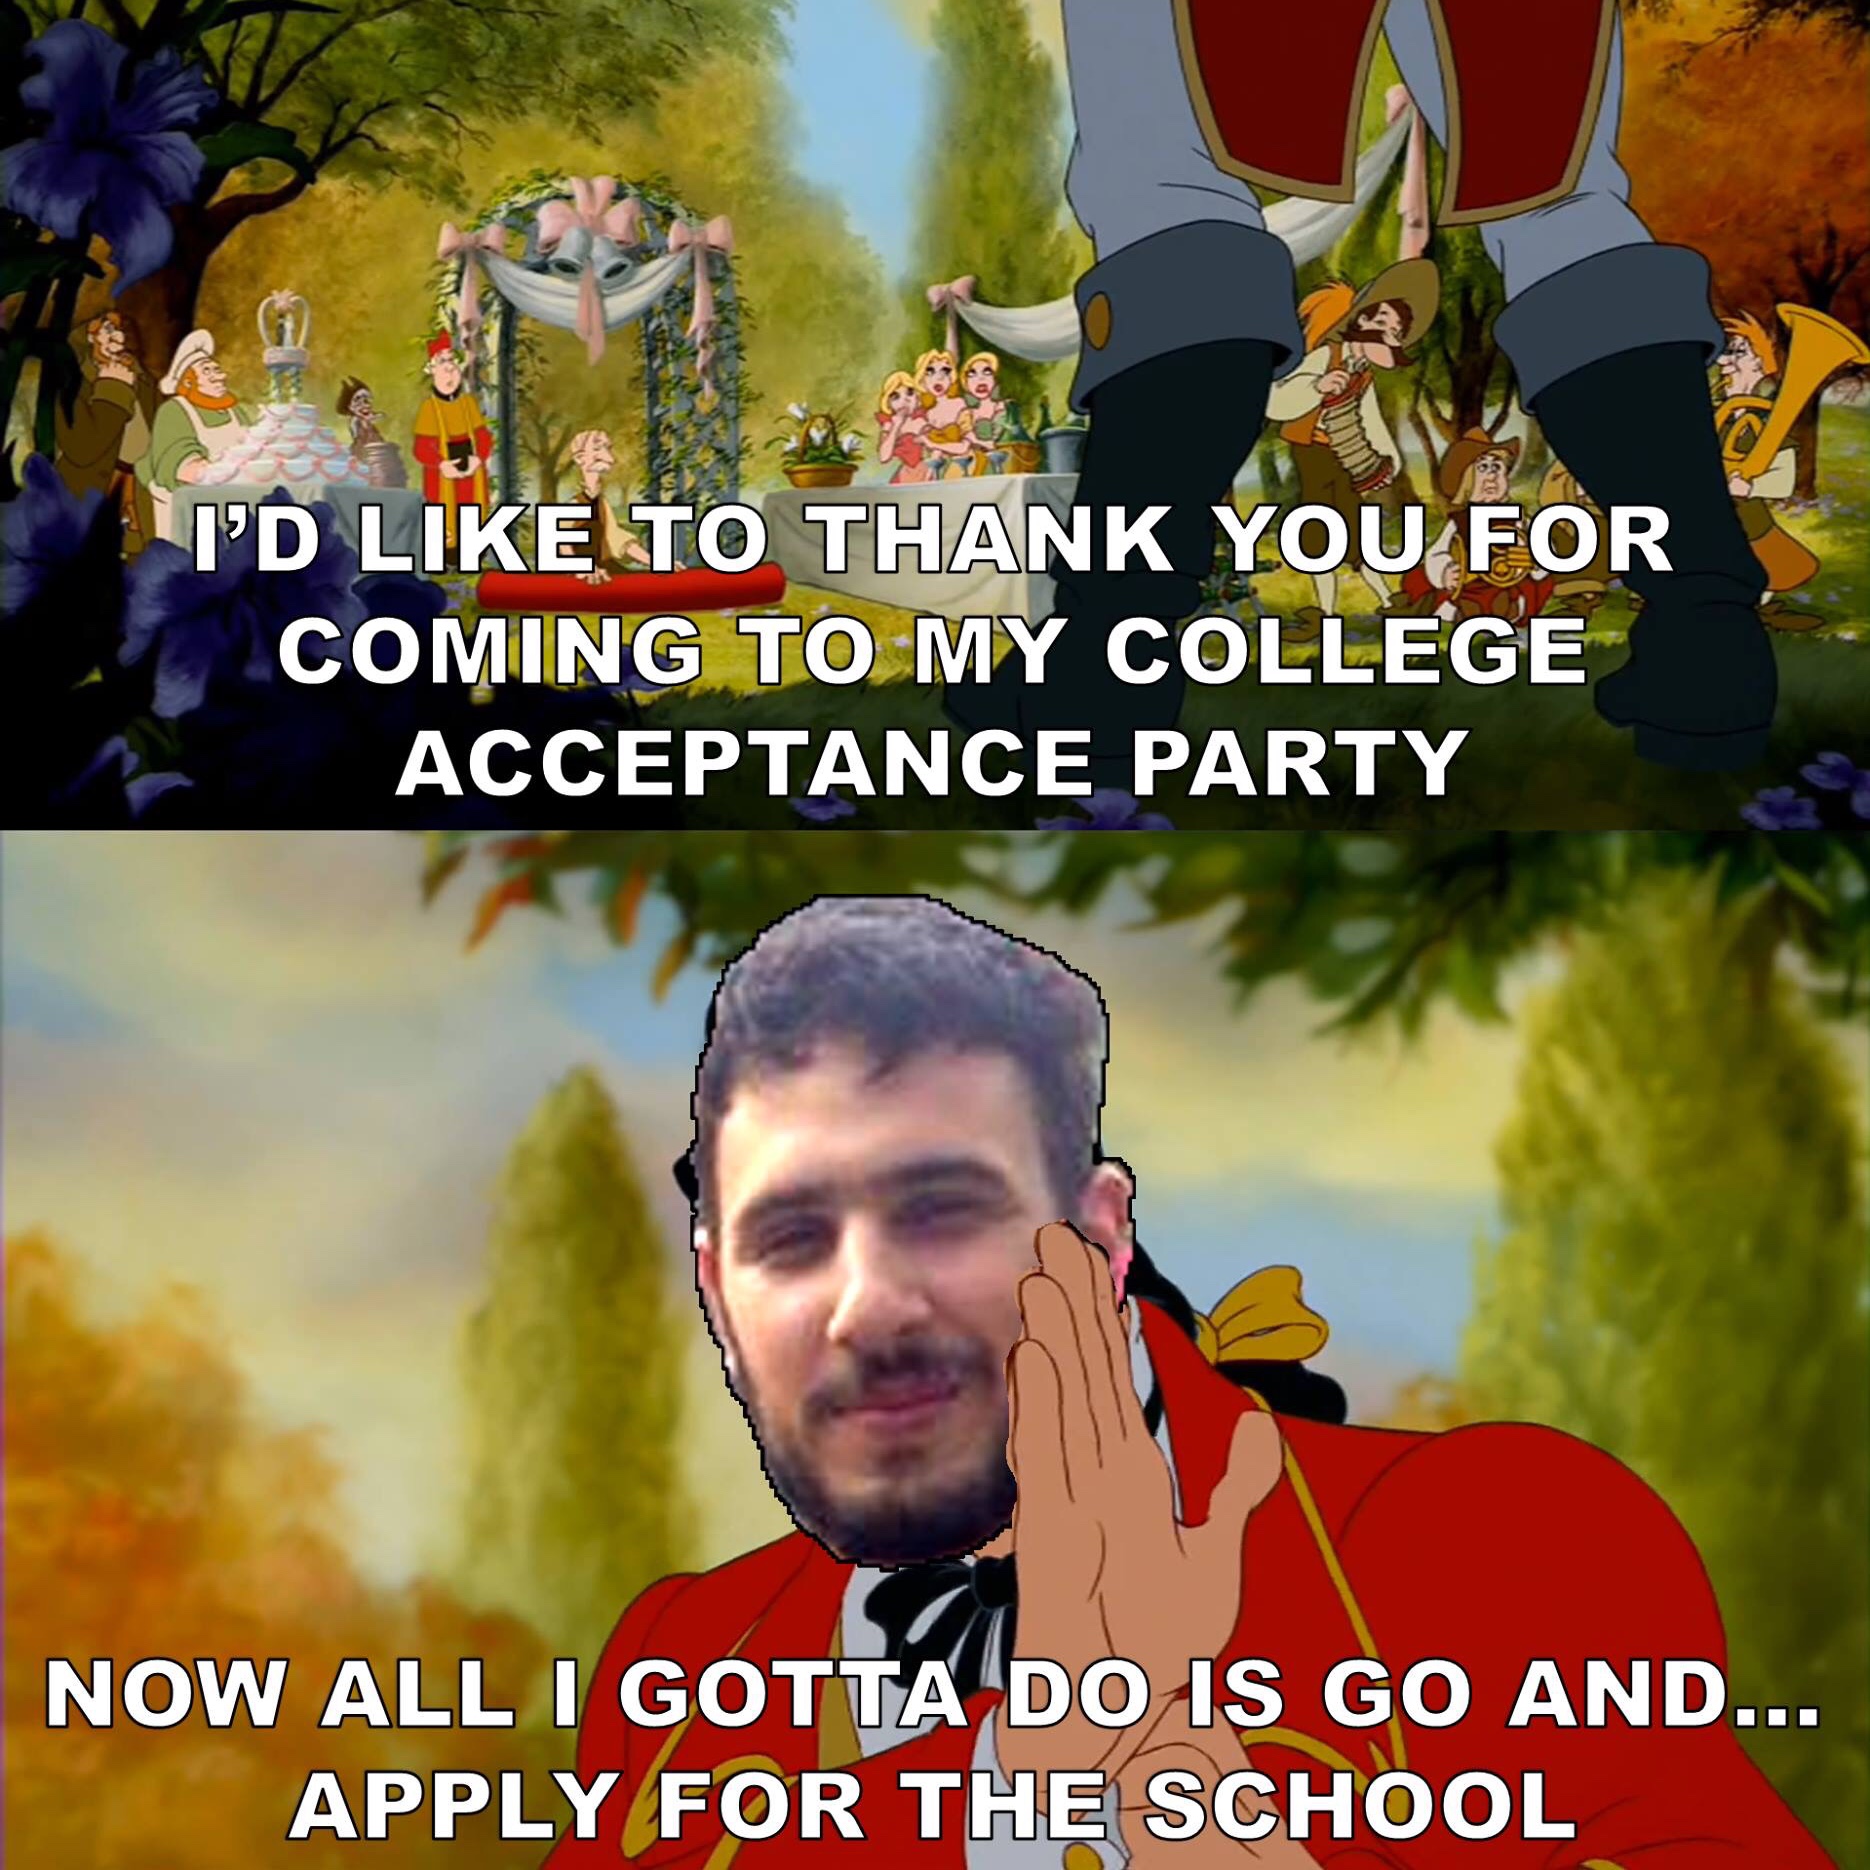 I’D LIKE TO THANK YOU FOR
COMING TO MY COLLEGE
ACCEPTANCE PARTY
NOW ALL I GOTTA DO IS GO AND...
APPLY FOR THE SCHOOL